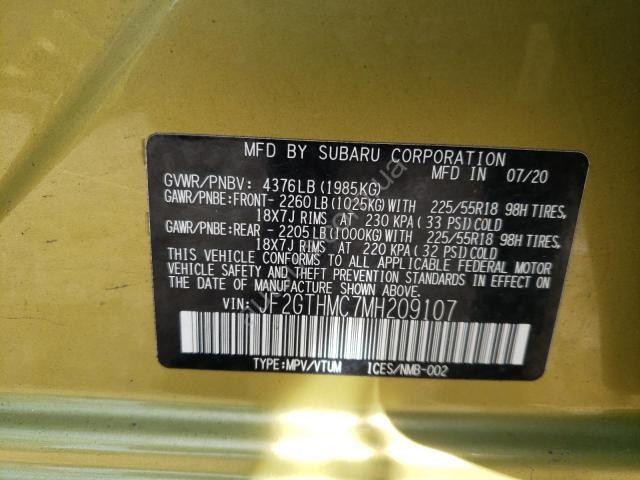 MFD BY SUBARU CORPORATION
MFD IN 07/20
GVWR/PNBV: 4376LB(1985KG)
GAWR/PNBE:FRONT- 2260LB(1025KG)WITH 225/55R18 98H TIRES
18X7J RIMS AT 230 KPA(33 PSI)COLD
GAWR/PNBE:REAR - 2205LB(1000KG)WITH 225/55R18 98H TIRES
18X7J RIMS AT 220 KPA(32 PSI)COLD
THIS VEHICLE CONFORMS TO ALL APPLICABLE FEDERAL MOTOR
VEHICLE SAFETY AND THEFT PREVENTION STANDARDS IN EFFECT ON
THE DATE OF MANUFACTURE SHOWN ABOVE.
VIN: JF2GTHMC7MH209107
TYPE:MPV/VTUM ICES/NMB-002